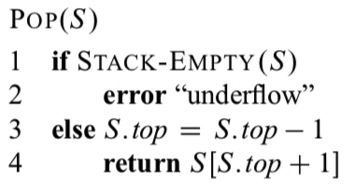 POP(S)
1 if STACK-EMPTY(S)
2 error “underflow”
3 else S.top = S.top − 1
4 return S[S.top + 1]